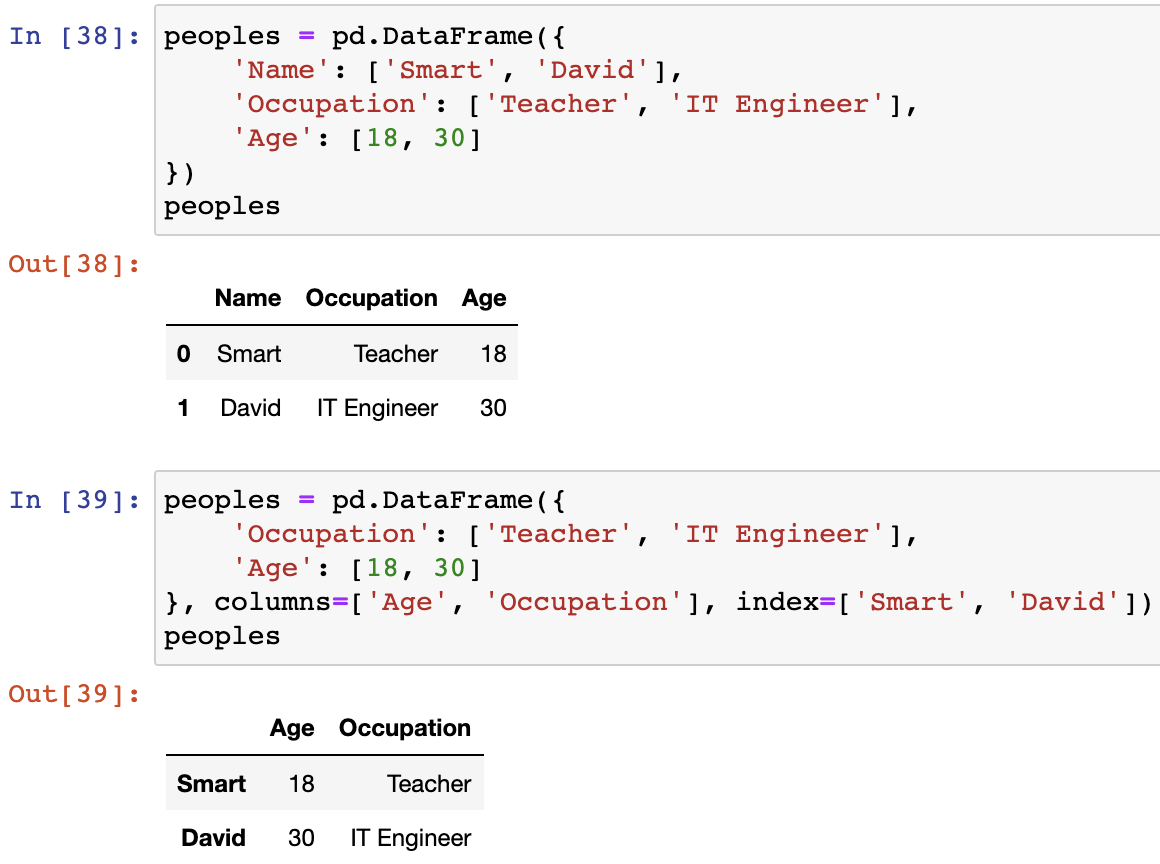 In [38]: peoples = pd.DataFrame({
    'Name': ['Smart', 'David'],
    'Occupation': ['Teacher', 'IT Engineer'],
    'Age': [18, 30]
})
peoples
Out[38]:
Name Occupation Age
0 Smart Teacher 18
1 David IT Engineer 30
In [39]: peoples = pd.DataFrame({
    'Occupation': ['Teacher', 'IT Engineer'],
    'Age': [18, 30]
}, columns=['Age', 'Occupation'], index=['Smart', 'David'])
peoples
Out[39]:
Age Occupation
Smart 18 Teacher
David 30 IT Engineer